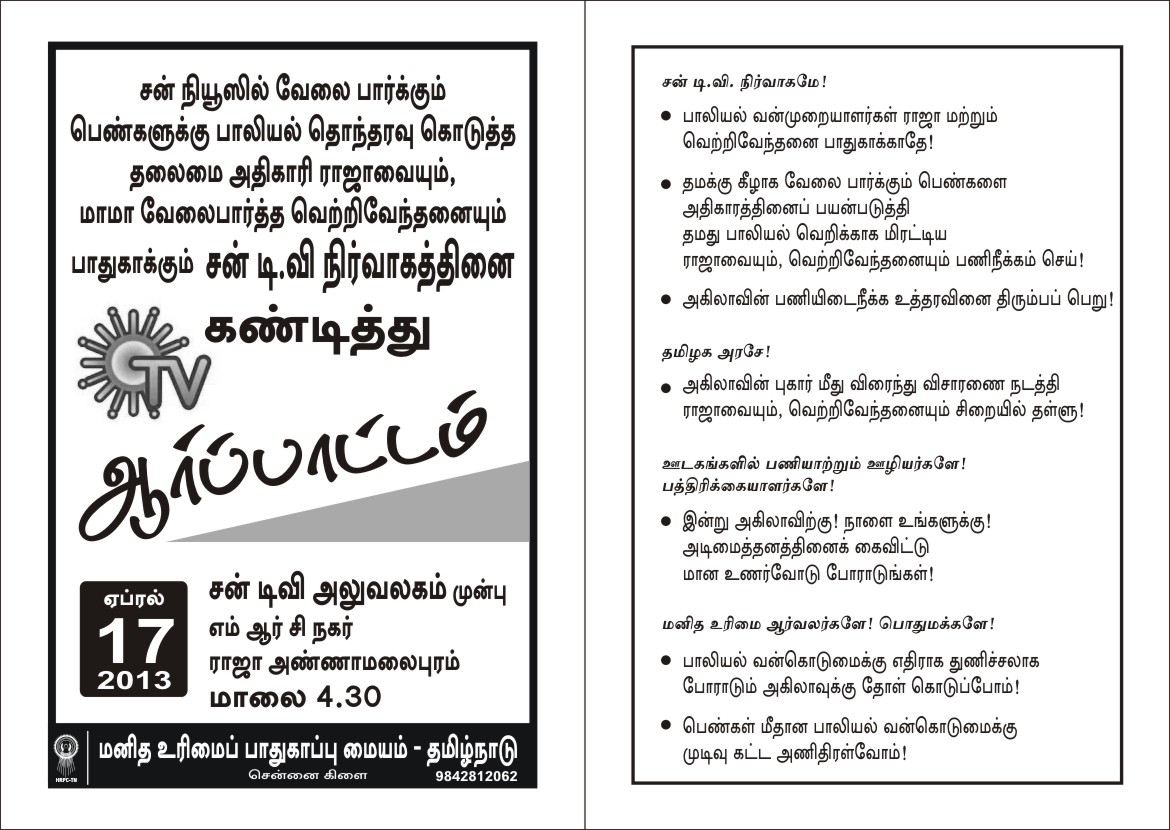 சன் நியூஸில் வேலை பார்க்கும்
பெண்களுக்கு பாலியல் தொந்தரவு கொடுத்த
தலைமை அதிகாரி ராஜாவையும்,
மாமா வேலைபார்த்த வெற்றிவேந்தனையும்
பாதுகாக்கும் சன் டி.வி நிர்வாகத்தினை
கண்டித்து
TV
ஆர்ப்பாட்டம்
ஏப்ரல்
17
2013
சன் டிவி அலுவலகம் முன்பு
எம் ஆர் சி நகர்
ராஜா அண்ணாமலைபுரம்
மாலை 4.30
HRPC-TN
மனித உரிமைப் பாதுகாப்பு மையம் - தமிழ்நாடு
சென்னை கிளை 9842812062
சன் டி.வி. நிர்வாகமே!
● பாலியல் வன்முறையாளர்கள் ராஜா மற்றும்
வெற்றிவேந்தனை பாதுகாக்காதே!
● தமக்கு கீழாக வேலை பார்க்கும் பெண்களை
அதிகாரத்தினைப் பயன்படுத்தி
தமது பாலியல் வெறிக்காக மிரட்டிய
ராஜாவையும், வெற்றிவேந்தனையும் பணிநீக்கம் செய்!
● அகிலாவின் பணியிடைநீக்க உத்தரவினை திரும்பப் பெறு!
தமிழக அரசே!
● அகிலாவின் புகார் மீது விரைந்து விசாரணை நடத்தி
ராஜாவையும், வெற்றிவேந்தனையும் சிறையில் தள்ளு!
ஊடகங்களில் பணியாற்றும் ஊழியர்களே!
பத்திரிக்கையாளர்களே!
● இன்று அகிலாவிற்கு! நாளை உங்களுக்கு!
அடிமைத்தனத்தினைக் கைவிட்டு
மான உணர்வோடு போராடுங்கள்!
மனித உரிமை ஆர்வலர்களே! பொதுமக்களே!
● பாலியல் வன்கொடுமைக்கு எதிராக துணிச்சலாக
போராடும் அகிலாவுக்கு தோள் கொடுப்போம்!
● பெண்கள் மீதான பாலியல் வன்கொடுமைக்கு
முடிவு கட்ட அணிதிரள்வோம்!